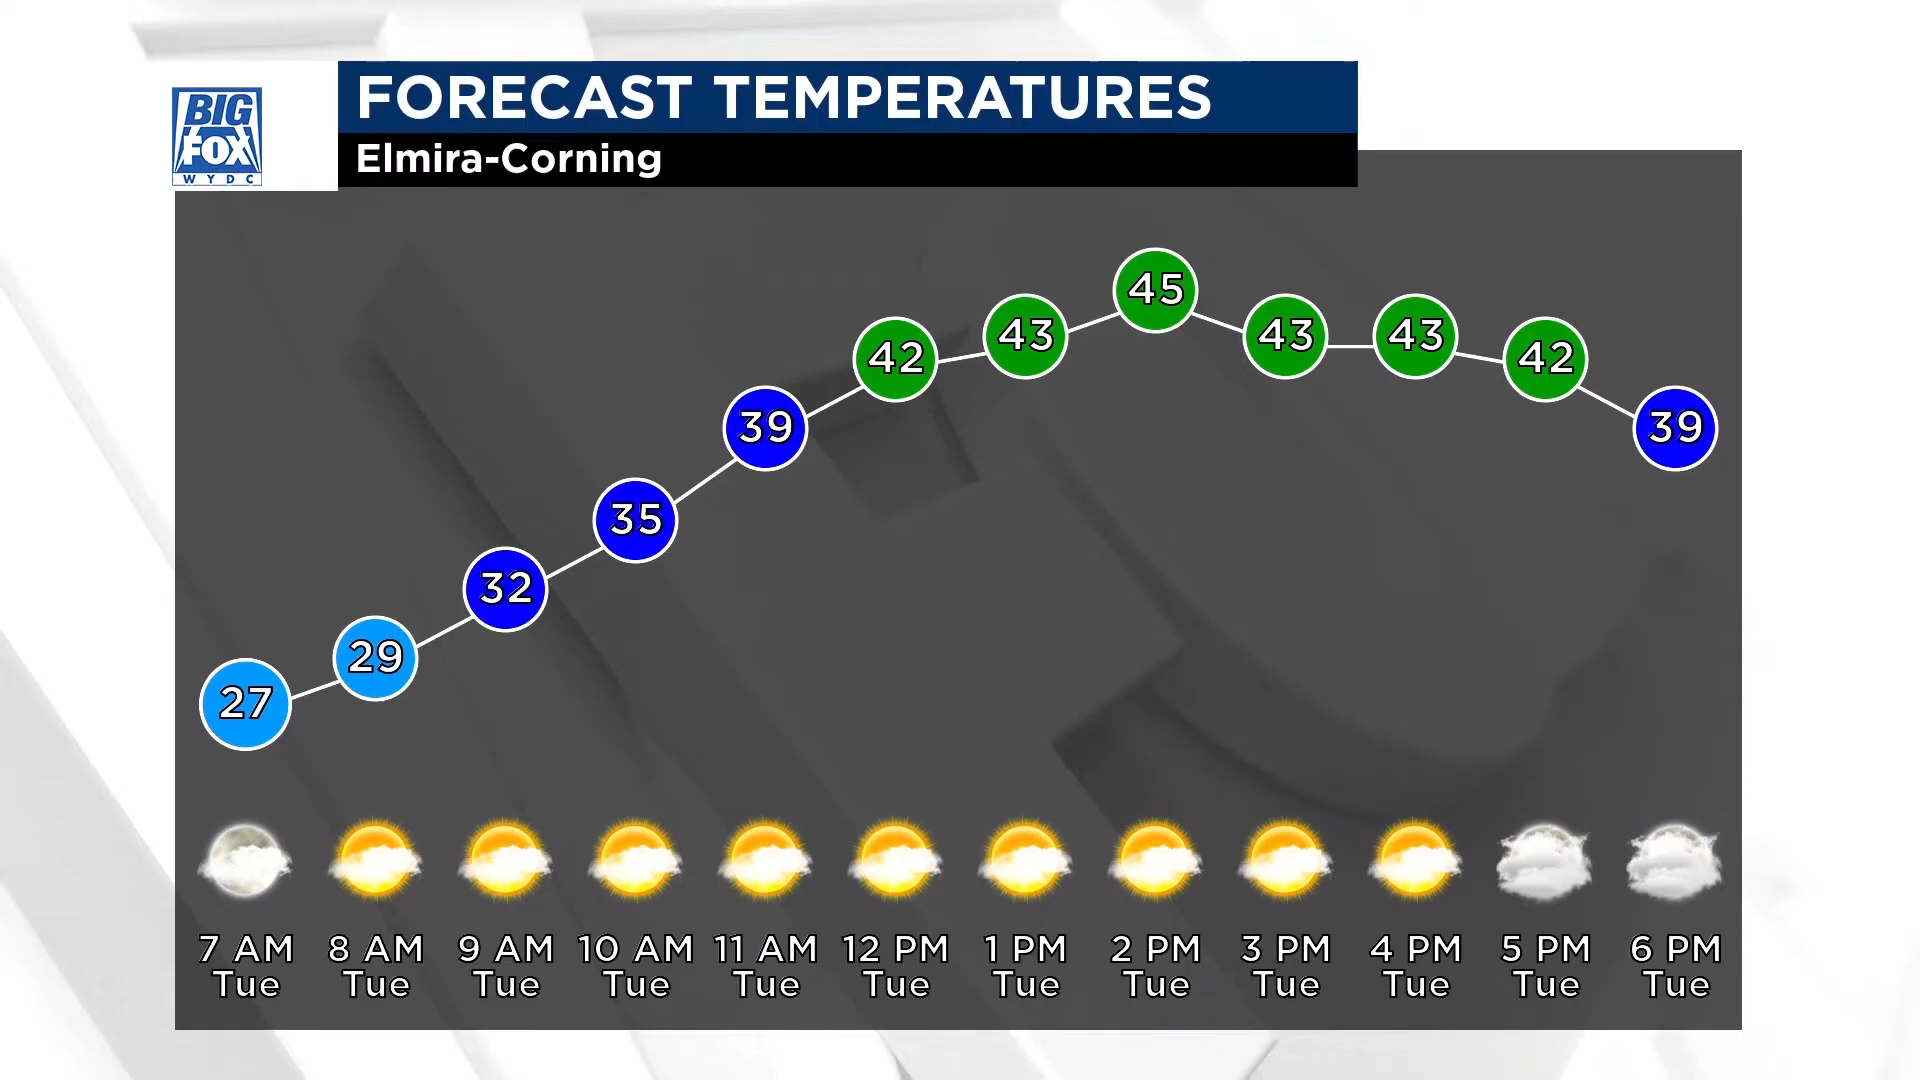 BIG
FOX
WYDC
FORECAST TEMPERATURES
Elmira-Corning
27
29
32
35
39
42
43
45
43
43
42
39
7 AM 8 AM 9 AM 10 AM 11 AM 12 PM 1 PM 2 PM 3 PM 4 PM 5 PM 6 PM
Tue Tue Tue Tue Tue Tue Tue Tue Tue Tue Tue Tue